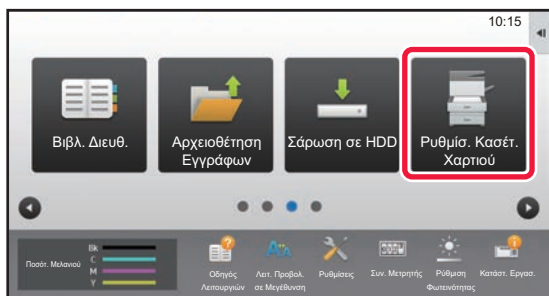 10:15
Βιβλ. Διευθ.
Αρχειοθέτηση
Εγγράφων
Σάρωση σε HDD
Ρυθμίσ. Κασέτ.
Χαρτιού
Ποσότ. Μελανιού
Bk
C
M
Y
Οδηγός
Λειτουργιών
Λειτ. Προβολ.
σε Μεγέθυνση
Ρυθμίσεις
Συν. Μετρητής
Ρύθμιση
Φωτεινότητας
Κατάστ. Εργασ.